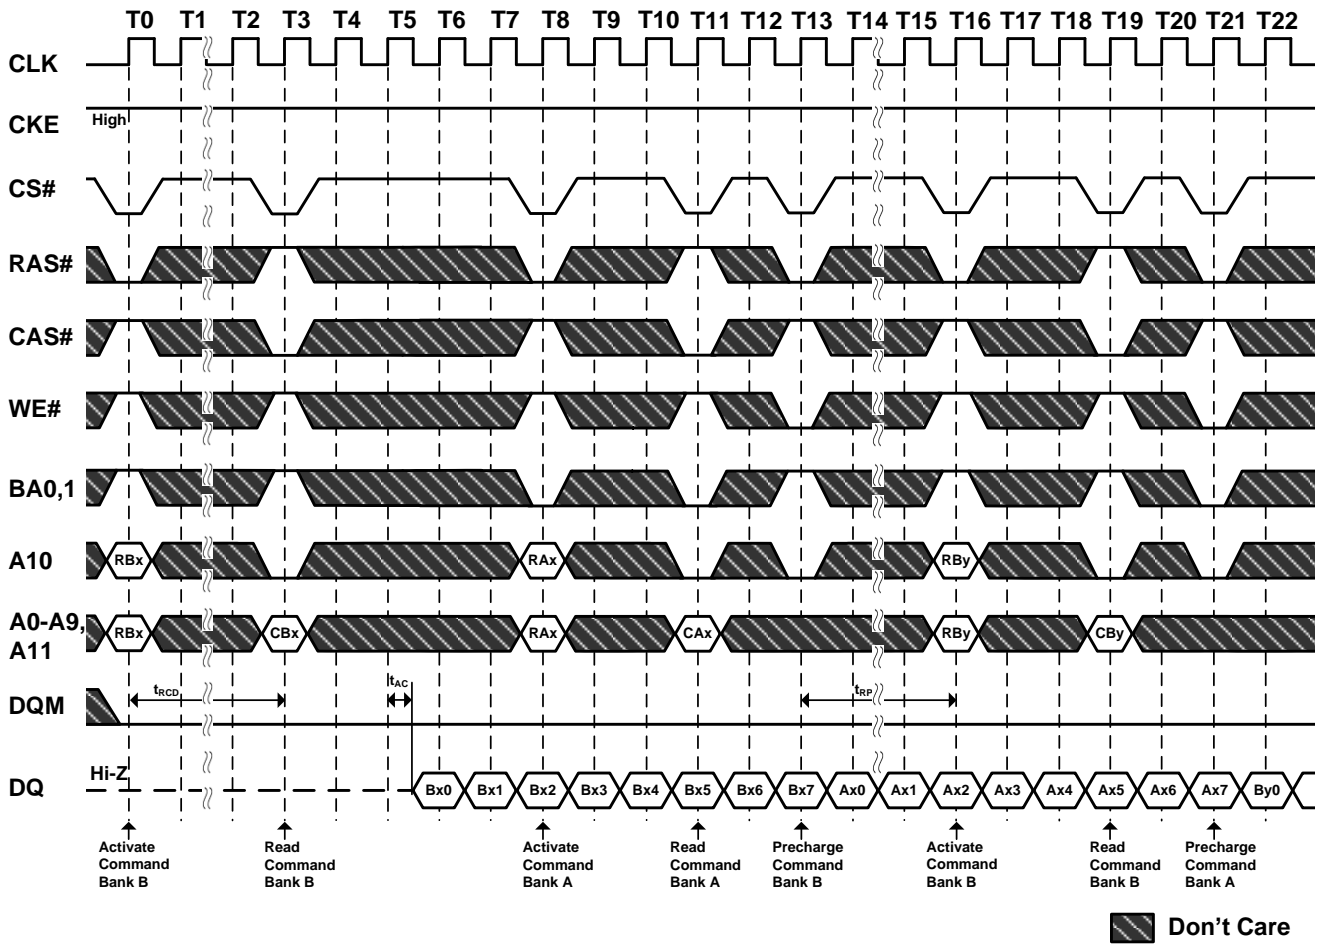 T0 T1 T2 T3 T4 T5 T6 T7 T8 T9 T10 T11 T12 T13 T14 T15 T16 T17 T18 T19 T20 T21 T22
CLK
CKE High
CS#
RAS#
CAS#
WE#
BA0,1
A10 RBx RAx RBy
A0-A9,
A11
RBx CBx RAx CAx RBy CBy
DQM tRCD tAC tRP
DQ Hi-Z Bx0 Bx1 Bx2 Bx3 Bx4 Bx5 Bx6 Bx7 Ax0 Ax1 Ax2 Ax3 Ax4 Ax5 Ax6 Ax7 By0
Activate
Command
Bank B
Read
Command
Bank B
Activate
Command
Bank A
Read
Command
Bank A
Precharge
Command
Bank B
Activate
Command
Bank B
Read
Command
Bank B
Precharge
Command
Bank A
Don't Care